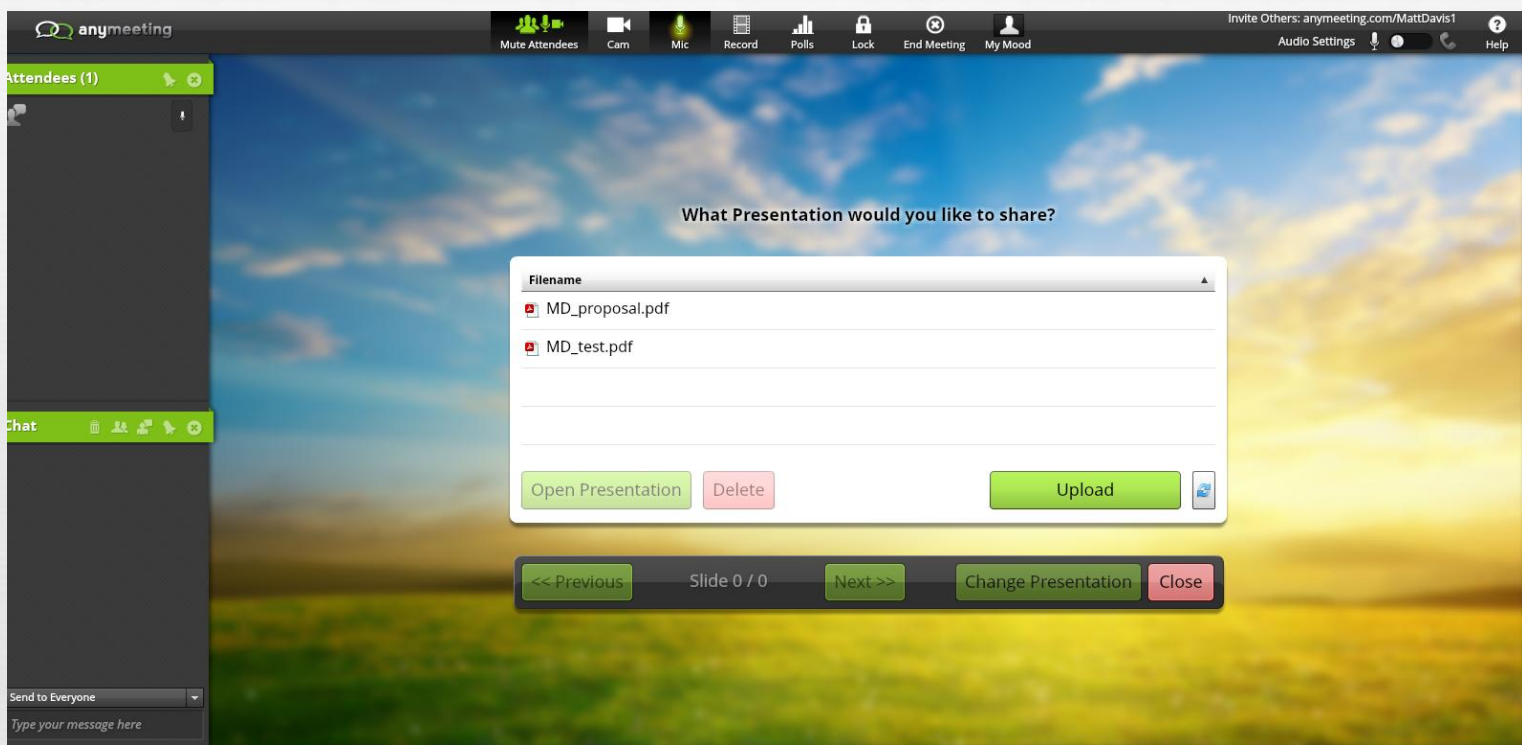 anymeeting
Mute Attendees
Cam
Mic
Record
Polls
Lock
End Meeting
My Mood
Invite Others: anymeeting.com/MattDavis1
Audio Settings
Help
Attendees (1)
What Presentation would you like to share?
Filename
MD_proposal.pdf
MD_test.pdf
Open Presentation
Delete
Upload
<< Previous
Slide 0 / 0
Next >>
Change Presentation
Close
Chat
Send to Everyone
Type your message here